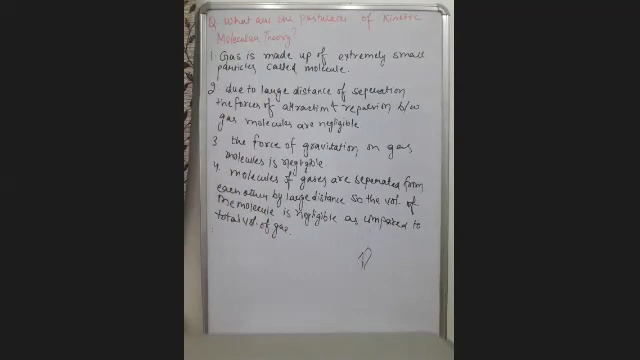 Q. What are the postulates of Kinetic
Molecular Theory?
1. Gas is made up of extremely small
particles called molecule.
2. due to large distance of seperation
the forces of attraction & repulsion b/w
gas molecules are negligible
3 the force of gravitation on gas
molecules is negligible
4. molecules of gases are seperated from
each other by large distance so the vol. of
the molecule is negligible as compared to
total vol. of gas.